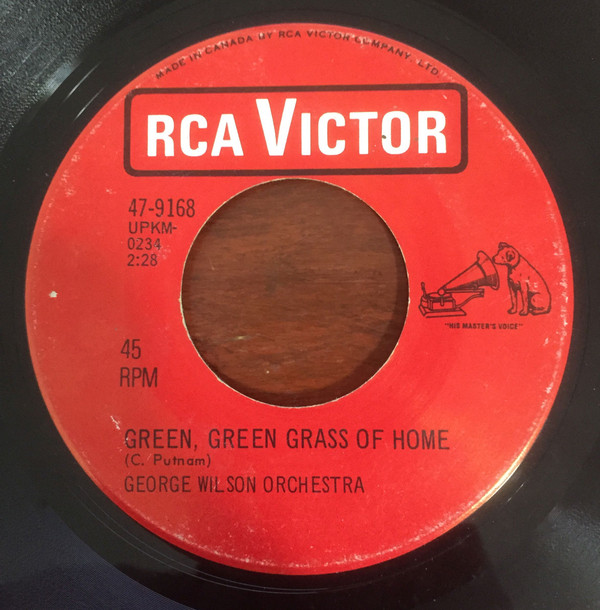 MADE IN CANADA BY RCA VICTOR COMPANY, LTD.
RCA VICTOR
47-9168
UPKM-
0234
2:28
"HIS MASTER'S VOICE"
45
RPM
GREEN, GREEN GRASS OF HOME
(C. Putnam)
GEORGE WILSON ORCHESTRA